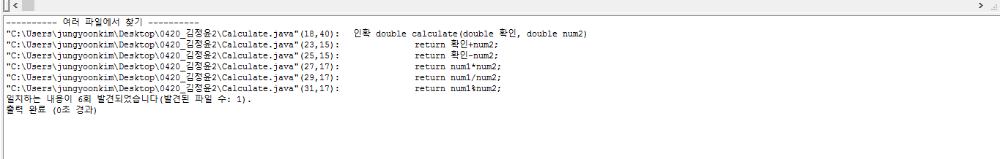 ---------- 여러 파일에서 찾기 ----------
"C:\Users\jungyoonkim\Desktop\0420_김정윤2\Calculate.java"(18,40):  인확 double calculate(double 확인, double num2)
"C:\Users\jungyoonkim\Desktop\0420_김정윤2\Calculate.java"(23,15):              return 확인+num2;
"C:\Users\jungyoonkim\Desktop\0420_김정윤2\Calculate.java"(25,15):              return 확인-num2;
"C:\Users\jungyoonkim\Desktop\0420_김정윤2\Calculate.java"(27,17):              return num1*num2;
"C:\Users\jungyoonkim\Desktop\0420_김정윤2\Calculate.java"(29,17):              return num1/num2;
"C:\Users\jungyoonkim\Desktop\0420_김정윤2\Calculate.java"(31,17):              return num1%num2;
일치하는 내용이 6회 발견되었습니다(발견된 파일 수: 1).
출력 완료 (0초 경과)